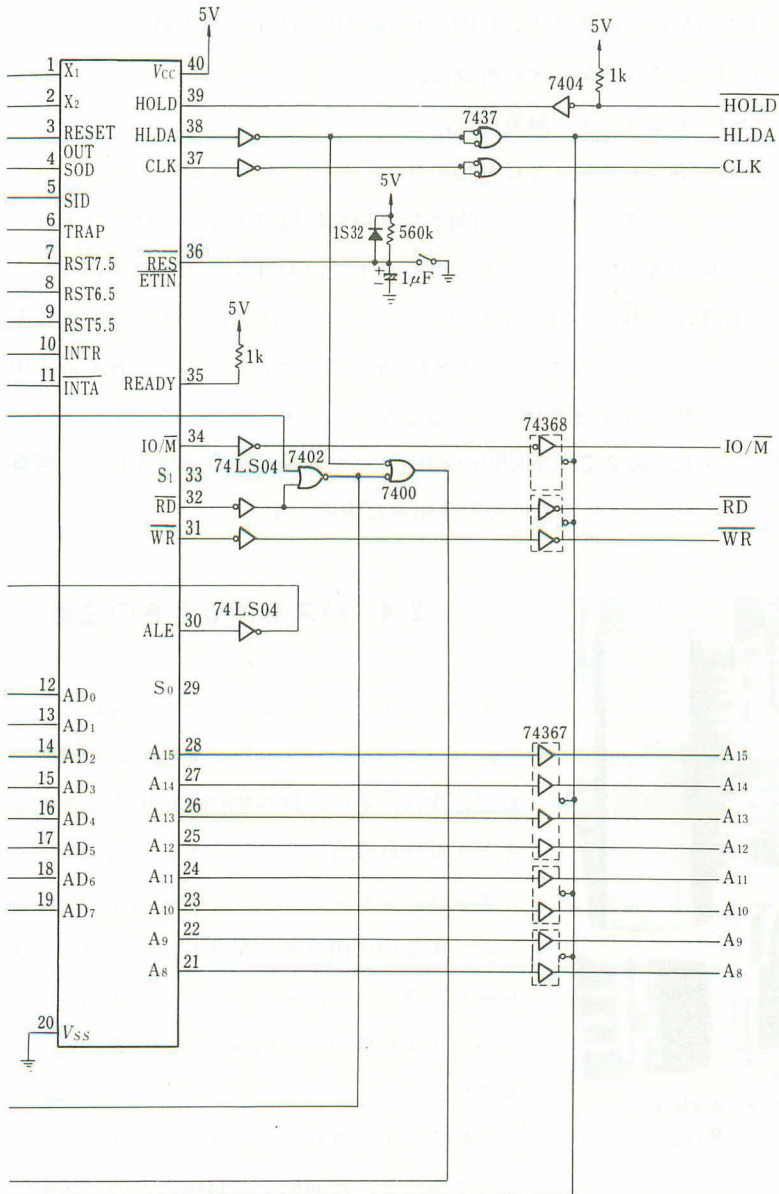 5V
5V
1 X1 VCC 40
1k
2 X2 HOLD 39 7404 HOLD
3 RESET OUT HLDA 38 7437 HLDA
4 SOD CLK 37 CLK
5 SID
5V
6 TRAP 1S32 560k
7 RST7.5 RES ETIN 36
+ − 1μF
8 RST6.5
9 RST5.5
5V
10 INTR 1k
11 INTA READY 35
IO/M 34 74368 IO/M
S1 33 74LS04 7402 7400
RD 32 RD
WR 31 WR
74LS04
ALE 30
S0 29
12 AD0
13 AD1 74367
14 AD2 A15 28 A15
15 AD3 A14 27 A14
16 AD4 A13 26 A13
17 AD5 A12 25 A12
18 AD6 A11 24 A11
19 AD7 A10 23 A10
A9 22 A9
A8 21 A8
20 VSS